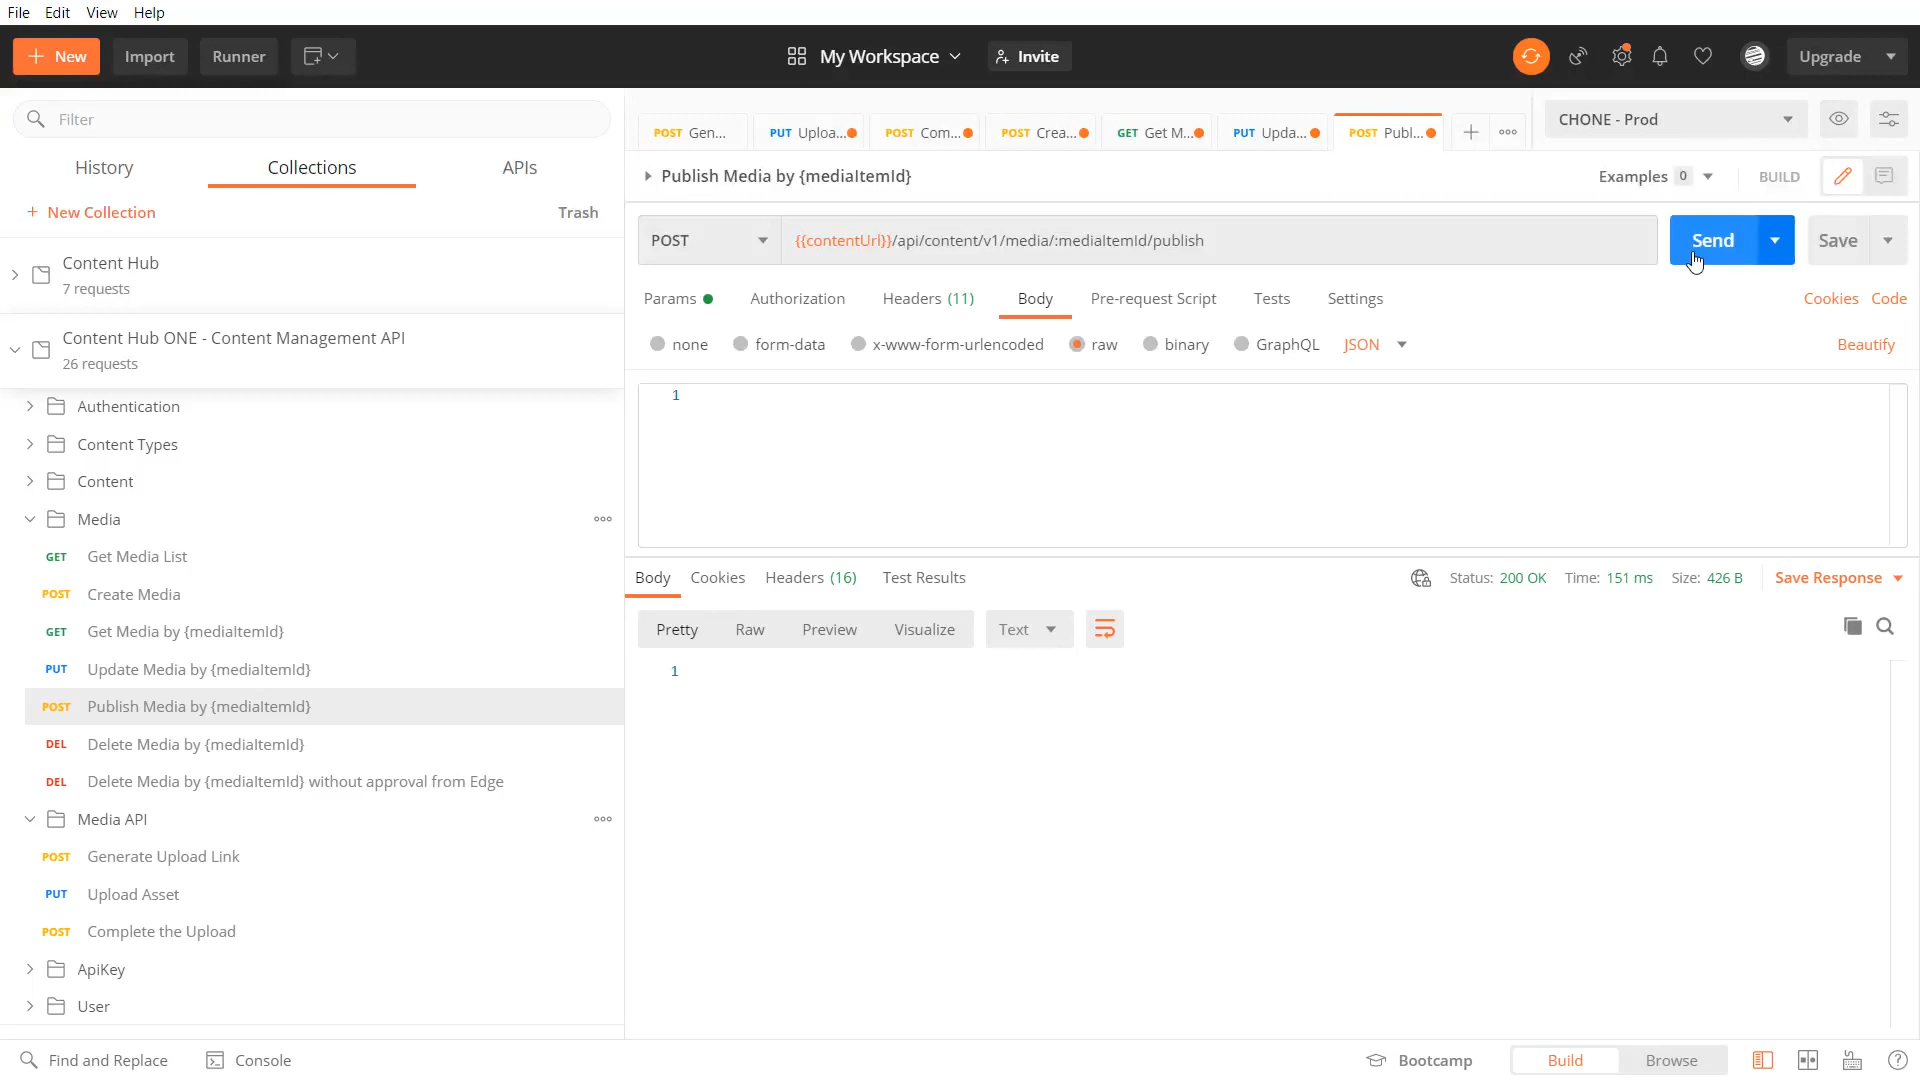 File Edit View Help
New Import Runner My Workspace Invite Upgrade
Filter
History Collections APIs
New Collection Trash
Content Hub
7 requests
Content Hub ONE - Content Management API
26 requests
Authentication
Content Types
Content
Media
GET Get Media List
POST Create Media
GET Get Media by {mediaItemId}
PUT Update Media by {mediaItemId}
POST Publish Media by {mediaItemId}
DEL Delete Media by {mediaItemId}
DEL Delete Media by {mediaItemId} without approval from Edge
Media API
POST Generate Upload Link
PUT Upload Asset
POST Complete the Upload
ApiKey
User
POST Gen... PUT Uploa... POST Com... POST Crea... GET Get M... PUT Upda... POST Publ... CHONE - Prod
Publish Media by {mediaItemId} Examples 0 BUILD
POST {{contentUrl}}/api/content/v1/media/:mediaItemId/publish Send Save
Params Authorization Headers (11) Body Pre-request Script Tests Settings Cookies Code
none form-data x-www-form-urlencoded raw binary GraphQL JSON Beautify
1
Body Cookies Headers (16) Test Results Status: 200 OK Time: 151 ms Size: 426 B Save Response
Pretty Raw Preview Visualize Text
1
Find and Replace Console Bootcamp Build Browse